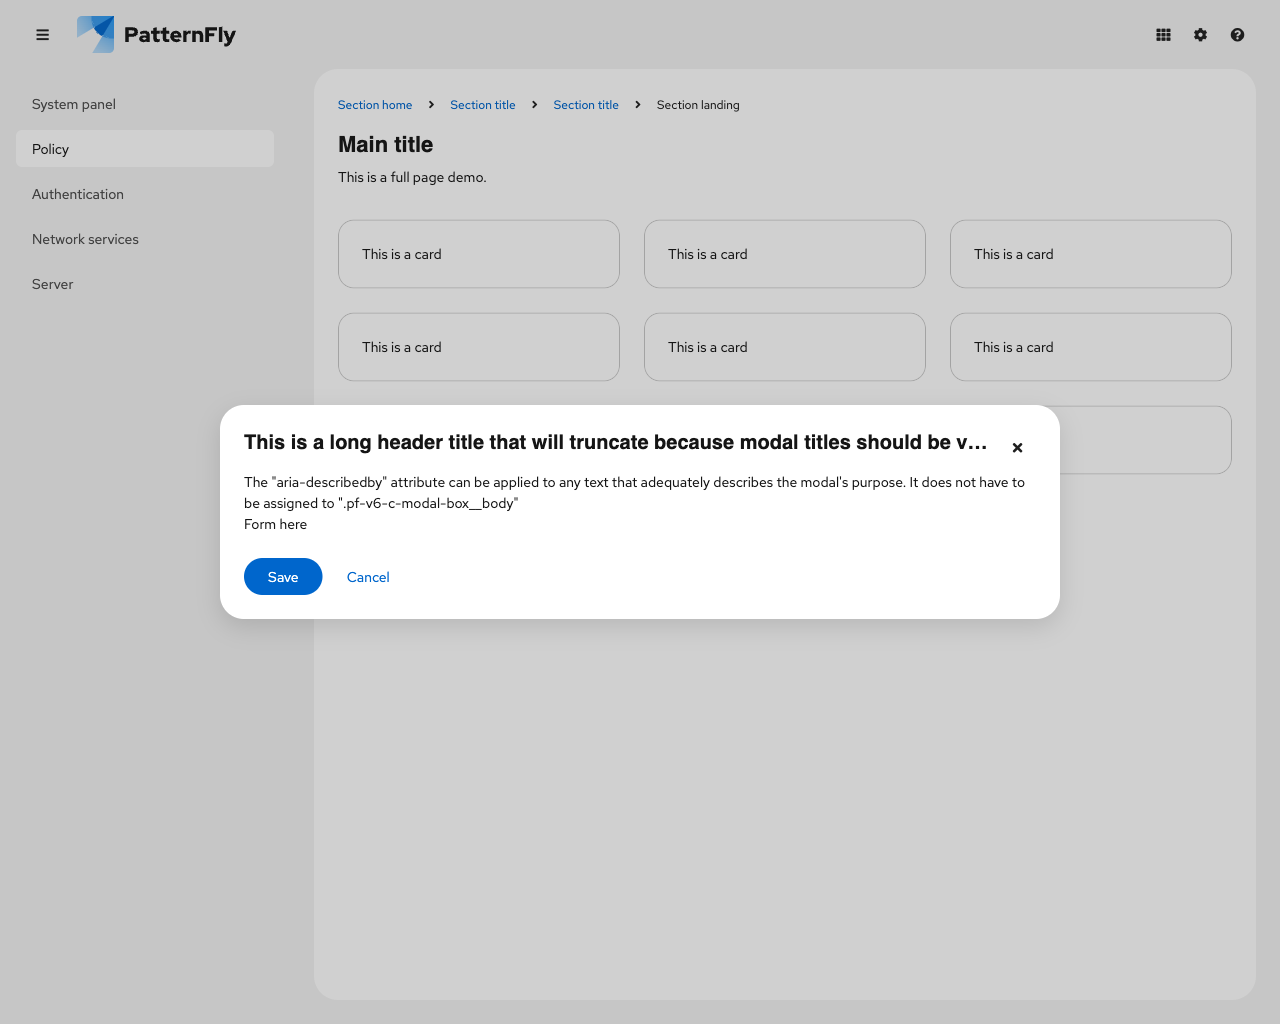 PatternFly
System panel
Policy
Authentication
Network services
Server
Section home
Section title
Section title
Section landing
Main title
This is a full page demo.
This is a card
This is a card
This is a card
This is a card
This is a card
This is a card
This is a long header title that will truncate because modal titles should be v...
The "aria-describedby" attribute can be applied to any text that adequately describes the modal's purpose. It does not have to
be assigned to ".pf-v6-c-modal-box__body"
Form here
Save
Cancel